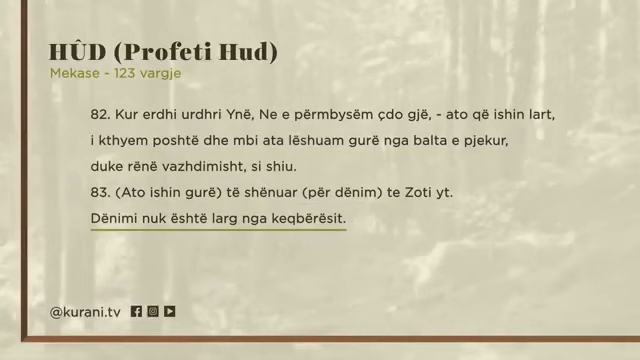 HÛD (Profeti Hud)
Mekase - 123 vargje
82. Kur erdhi urdhri Ynë, Ne e përmbysëm çdo gjë, - ato që ishin lart,
i kthyem poshtë dhe mbi ata lëshuam gurë nga balta e pjekur,
duke rënë vazhdimisht, si shiu.
83. (Ato ishin gurë) të shënuar (për dënim) te Zoti yt.
Dënimi nuk është larg nga keqbërësit.
@kurani.tv